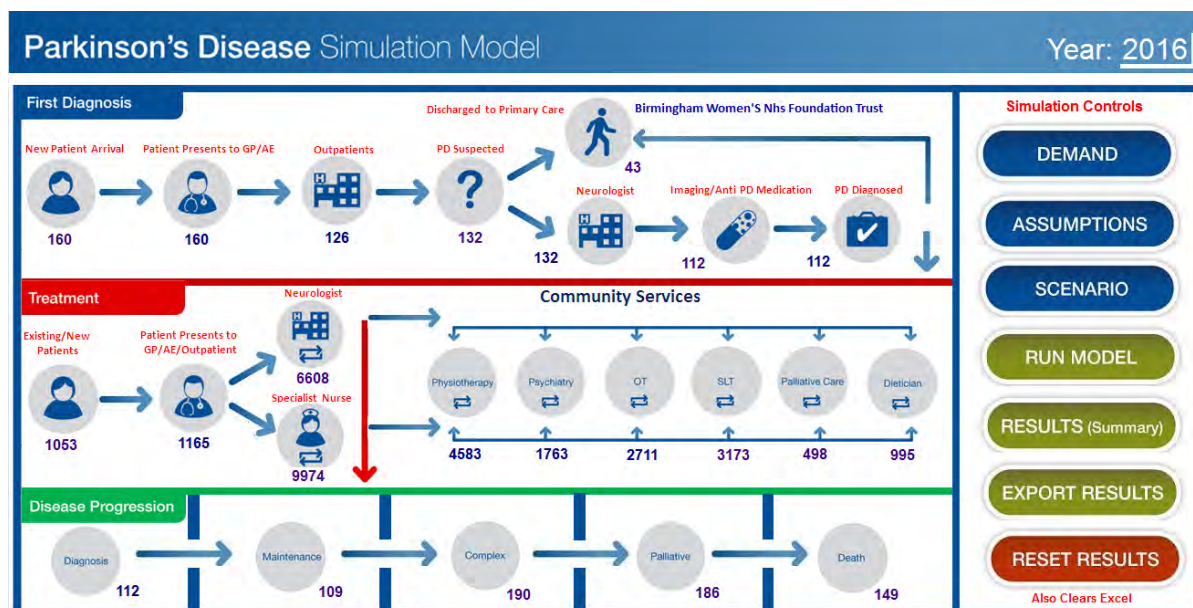 Parkinson's Disease Simulation Model
Year: 2016
First Diagnosis
New Patient Arrival
160
Patient Presents to GP/AE
160
Outpatients
H
126
PD Suspected
?
132
Discharged to Primary Care
43
Birmingham Women'S Nhs Foundation Trust
Neurologist
H
132
Imaging/Anti PD Medication
112
PD Diagnosed
112
Treatment
Existing/New
Patients
1053
Patient Presents to
GP/AE/Outpatient
1165
Neurologist
H
6608
Specialist Nurse
9974
Community Services
Physiotherapy
Psychiatry
OT
SLT
Palliative Care
Dietician
4583
1763
2711
3173
498
995
Disease Progression
Diagnosis
112
Maintenance
109
Complex
190
Palliative
186
Death
149
Simulation Controls
DEMAND
ASSUMPTIONS
SCENARIO
RUN MODEL
RESULTS (Summary)
EXPORT RESULTS
RESET RESULTS
Also Clears Excel